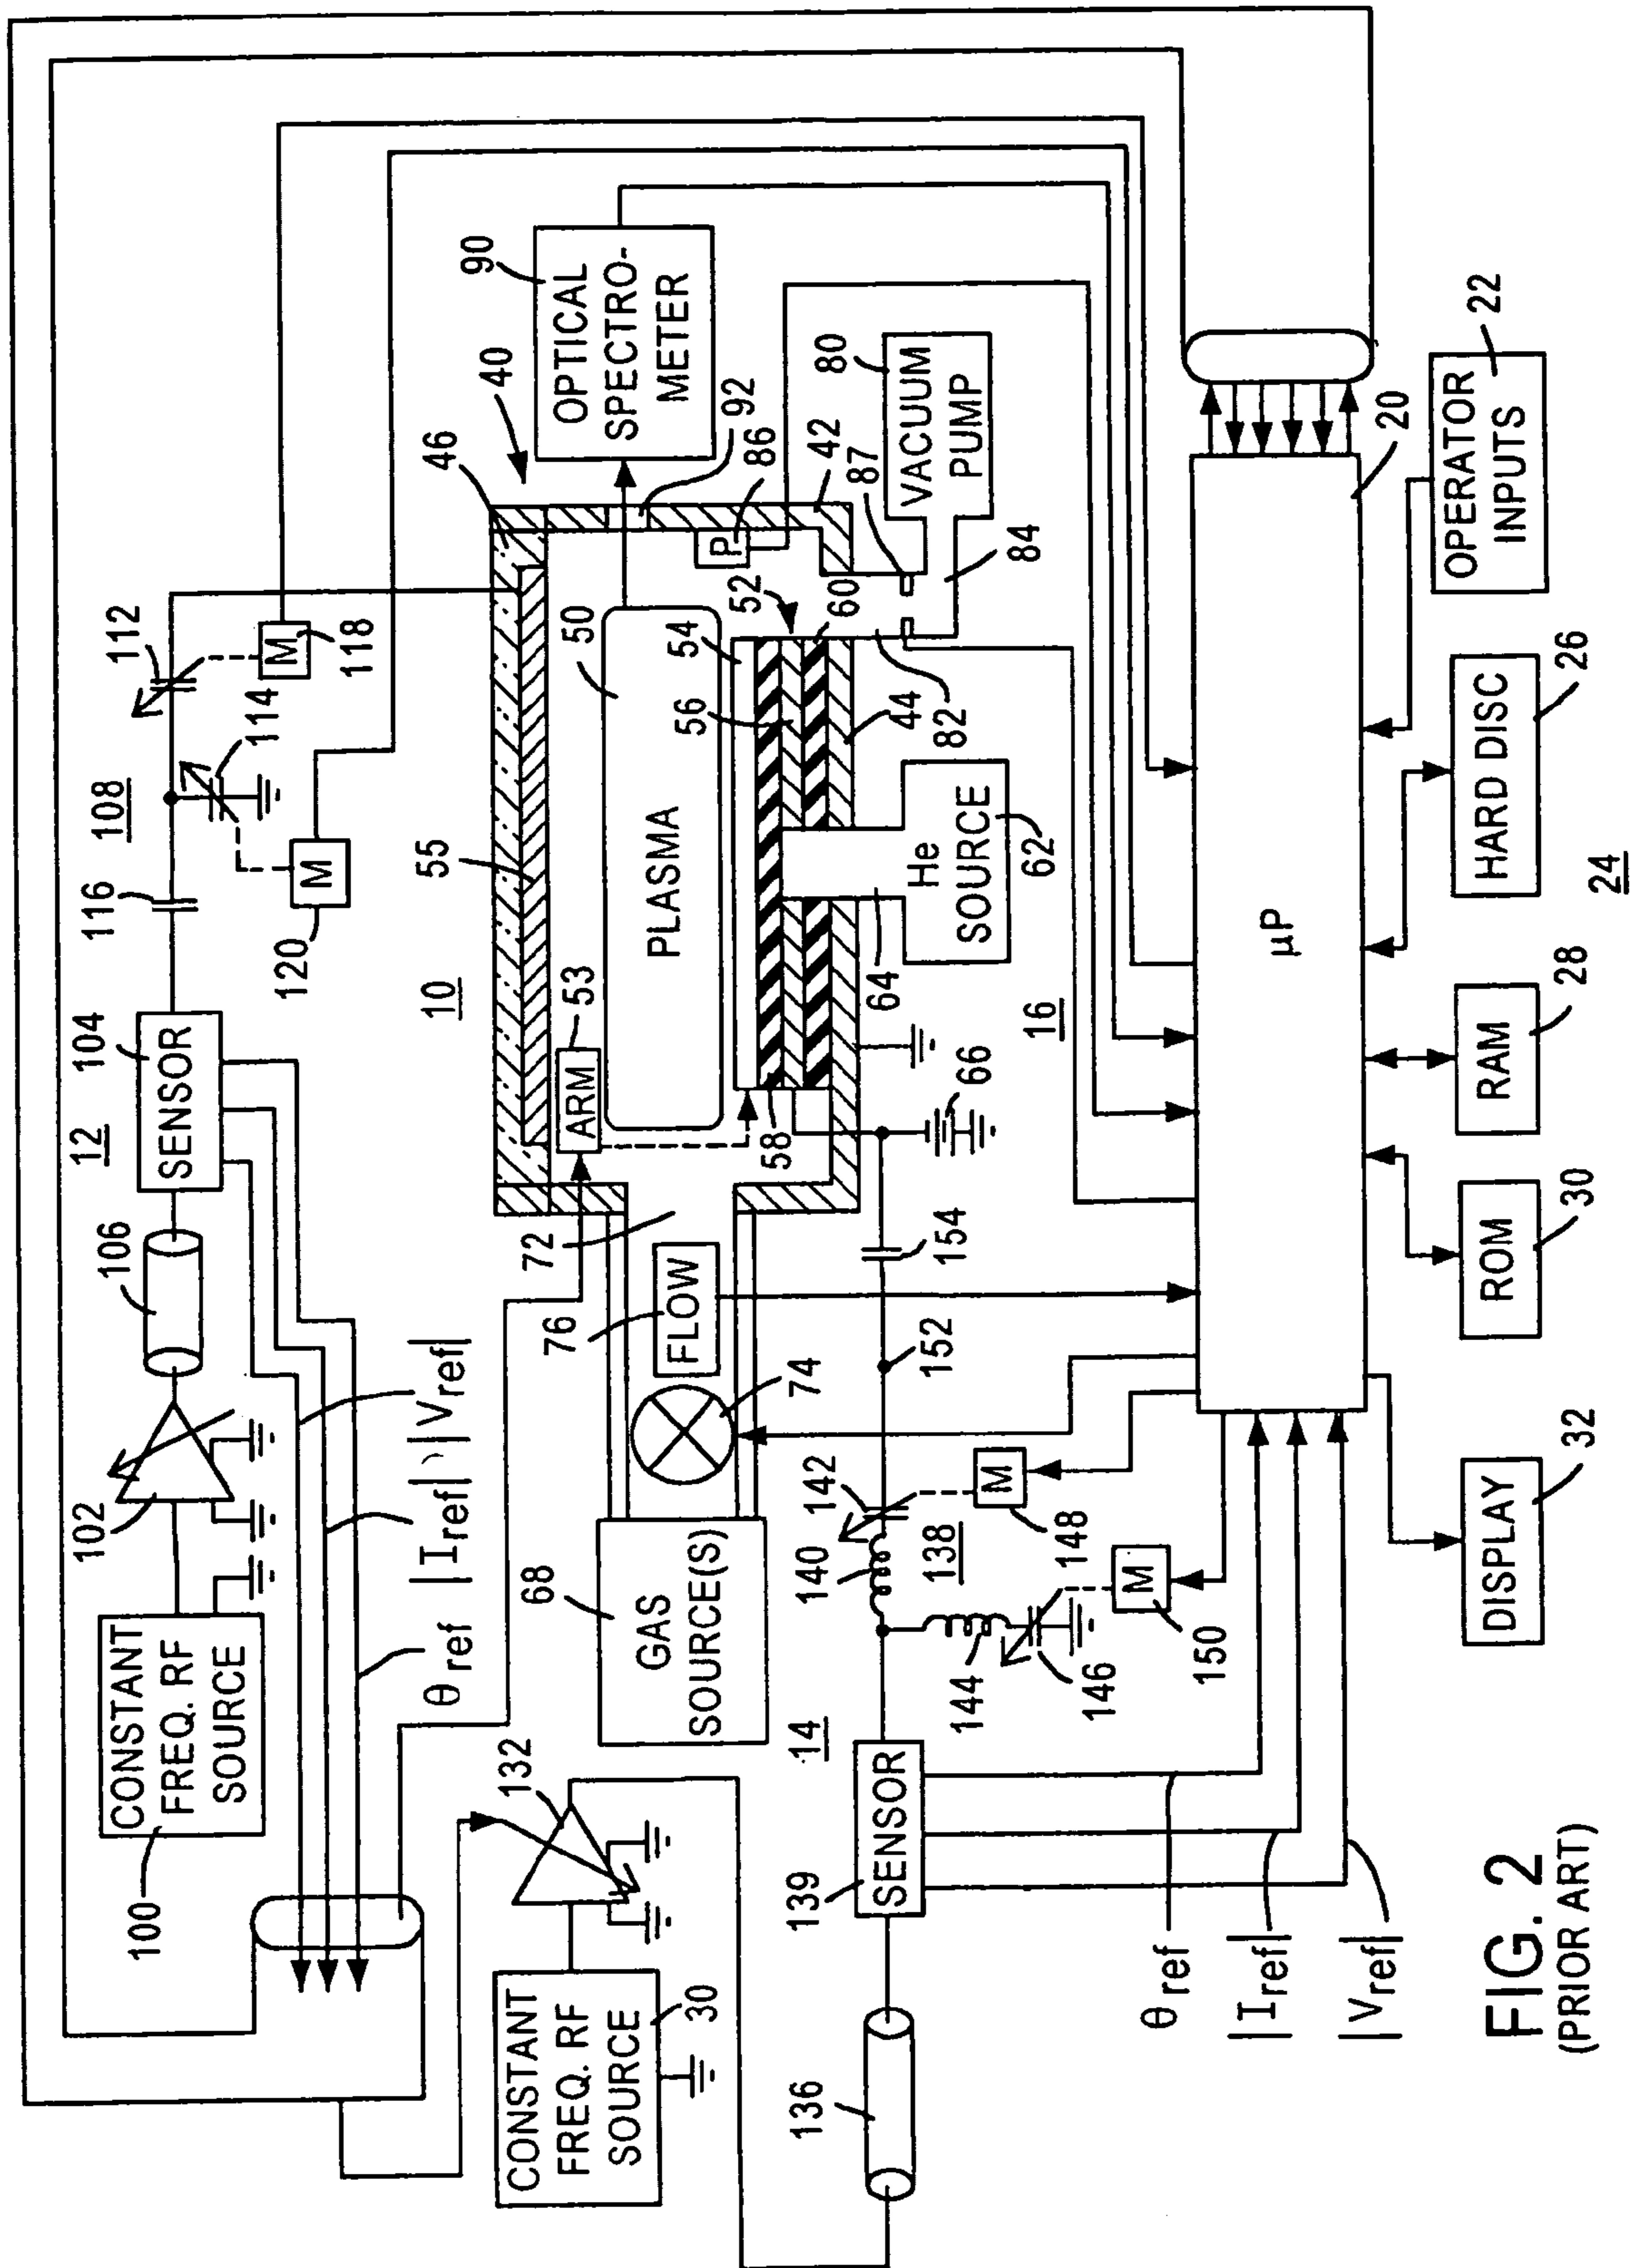 CONSTANT
FREQ. RF
SOURCE
100
102
106
12
104
SENSOR
116
108
114
112
M
118
M
120
θref
|Iref|, |Vref|
10
55
46
40
90
OPTICAL
SPECTRO-
METER
53
ARM
50
PLASMA
P
92
86
42
52
54
56
58
60
44
82
87
80
VACUUM
PUMP
84
64
He
SOURCE
62
66
72
76
FLOW
74
68
GAS
SOURCE(S)
132
CONSTANT
FREQ. RF
SOURCE
30
136
139
SENSOR
14
138
140
142
144
146
M
148
M
150
152
154
16
θref
|Iref|
|Vref|
µP
20
OPERATOR
INPUTS
22
HARD DISC
26
24
RAM
28
ROM
30
DISPLAY
32
FIG. 2
(PRIOR ART)